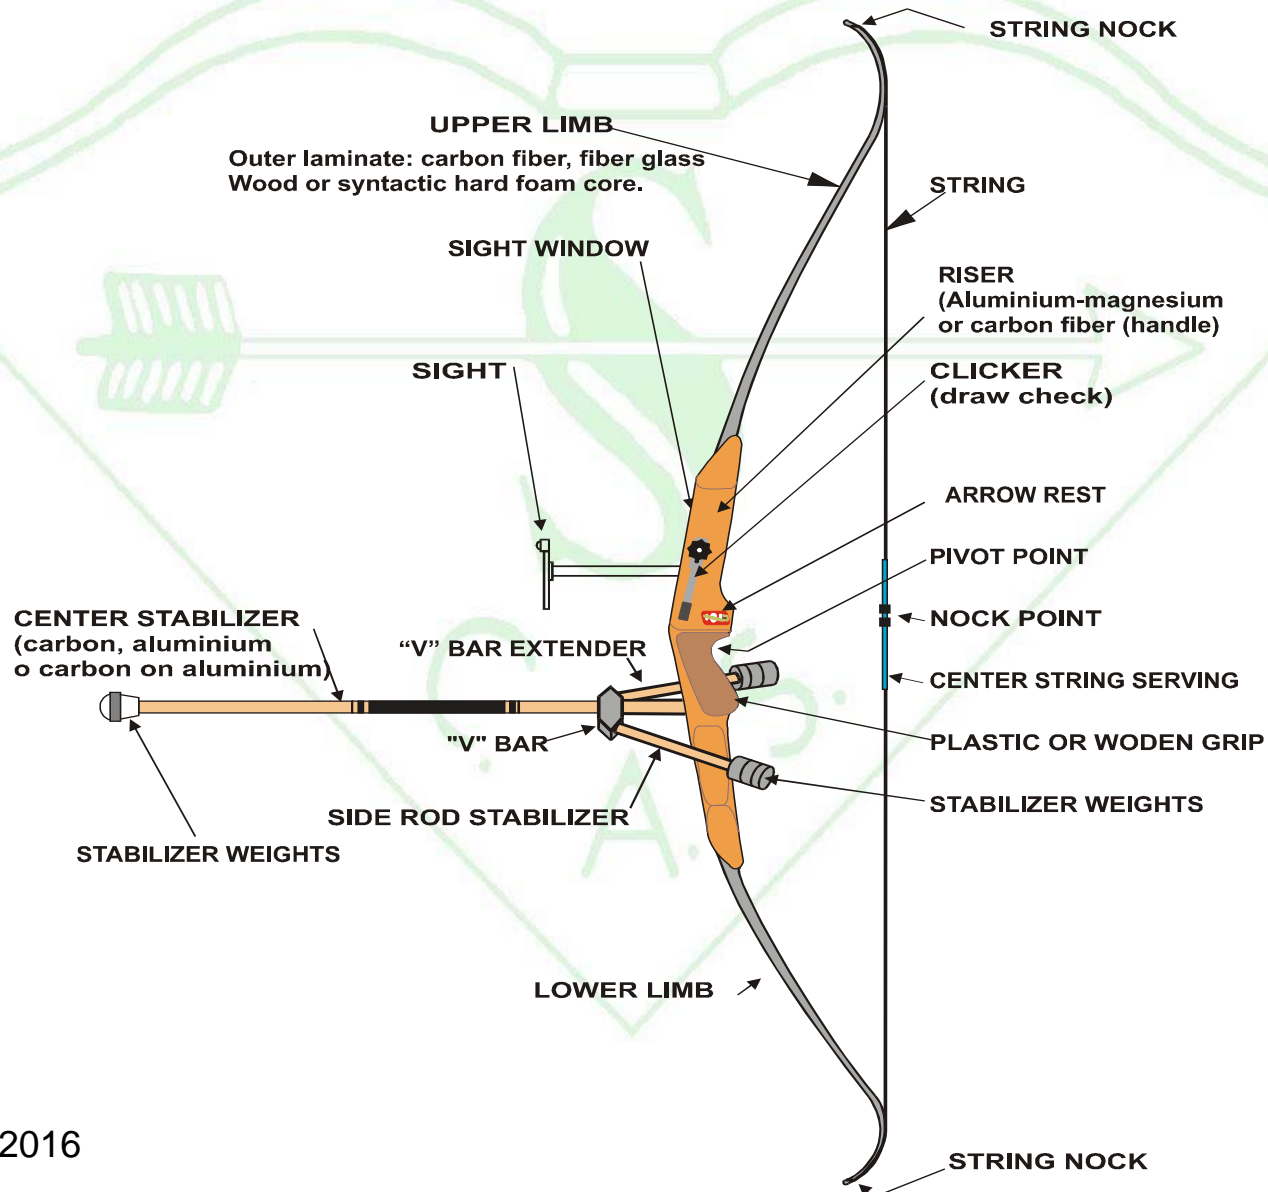 STRING NOCK
UPPER LIMB
Outer laminate: carbon fiber, fiber glass
Wood or syntactic hard foam core.
STRING
SIGHT WINDOW
RISER
(Aluminium-magnesium
or carbon fiber (handle)
SIGHT
CLICKER
(draw check)
ARROW REST
PIVOT POINT
CENTER STABILIZER
(carbon, aluminium
o carbon on aluminium)
NOCK POINT
“V” BAR EXTENDER
CENTER STRING SERVING
"V" BAR
PLASTIC OR WODEN GRIP
SIDE ROD STABILIZER
STABILIZER WEIGHTS
STABILIZER WEIGHTS
LOWER LIMB
2016
STRING NOCK